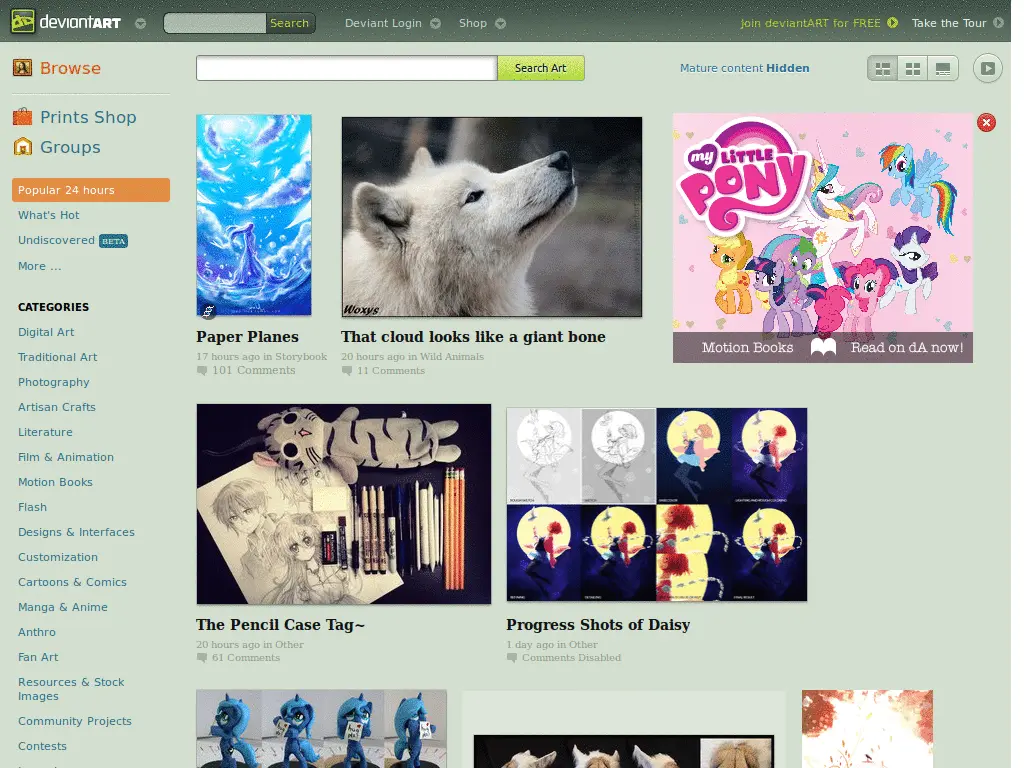 deviantART
Search
Deviant Login
Shop
Join deviantART for FREE
Take the Tour
Browse
Search Art
Mature content Hidden
Prints Shop
Groups
Popular 24 hours
What's Hot
Undiscovered BETA
More ...
CATEGORIES
Digital Art
Traditional Art
Photography
Artisan Crafts
Literature
Film & Animation
Motion Books
Flash
Designs & Interfaces
Customization
Cartoons & Comics
Manga & Anime
Anthro
Fan Art
Resources & Stock
Images
Community Projects
Contests
Paper Planes
17 hours ago in Storybook
101 Comments
Woxys
That cloud looks like a giant bone
20 hours ago in Wild Animals
11 Comments
my LITTLE
PONY
Motion Books
Read on dA now!
The Pencil Case Tag~
20 hours ago in Other
61 Comments
Progress Shots of Daisy
1 day ago in Other
Comments Disabled